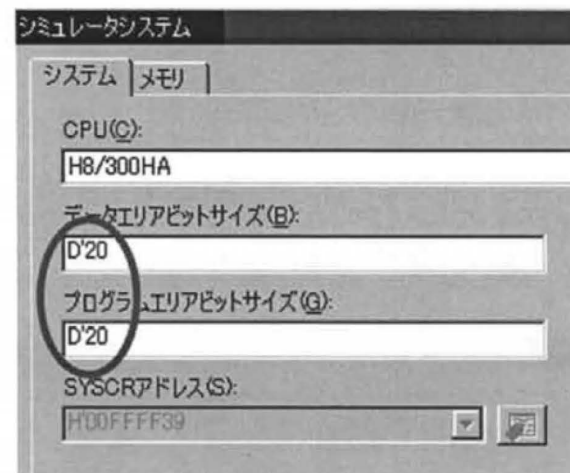 シミュレータシステム
システム メモリ
CPU(C):
H8/300HA
データエリアビットサイズ(B):
D'20
プログラムエリアビットサイズ(G):
D'20
SYSCRアドレス(S):
H'00FFFF39